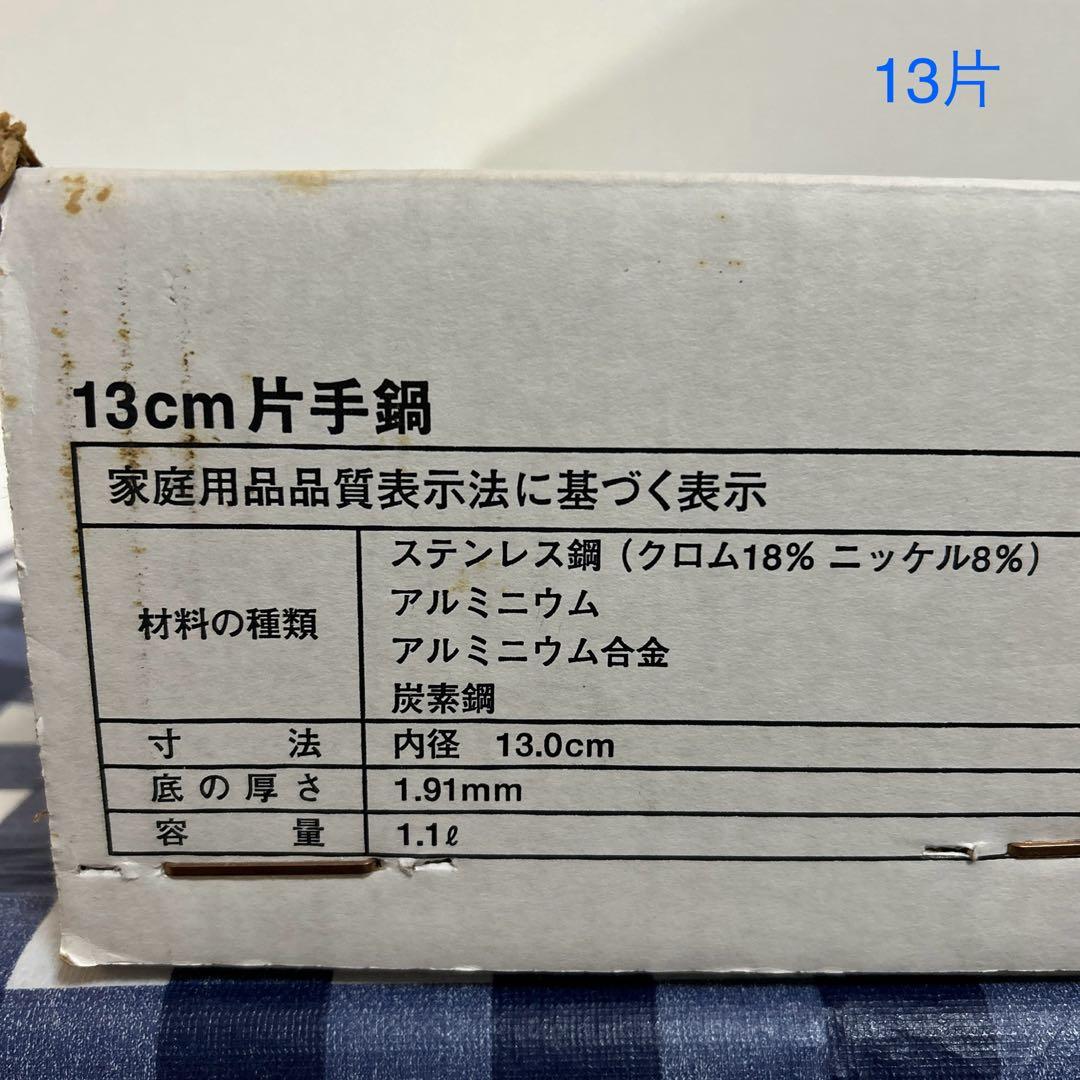 13片
13cm片手鍋
家庭用品品質表示法に基づく表示
材料の種類
ステンレス鋼（クロム18% ニッケル8%）
アルミニウム
アルミニウム合金
炭素鋼
寸法 内径 13.0cm
底の厚さ 1.91mm
容量 1.1ℓ